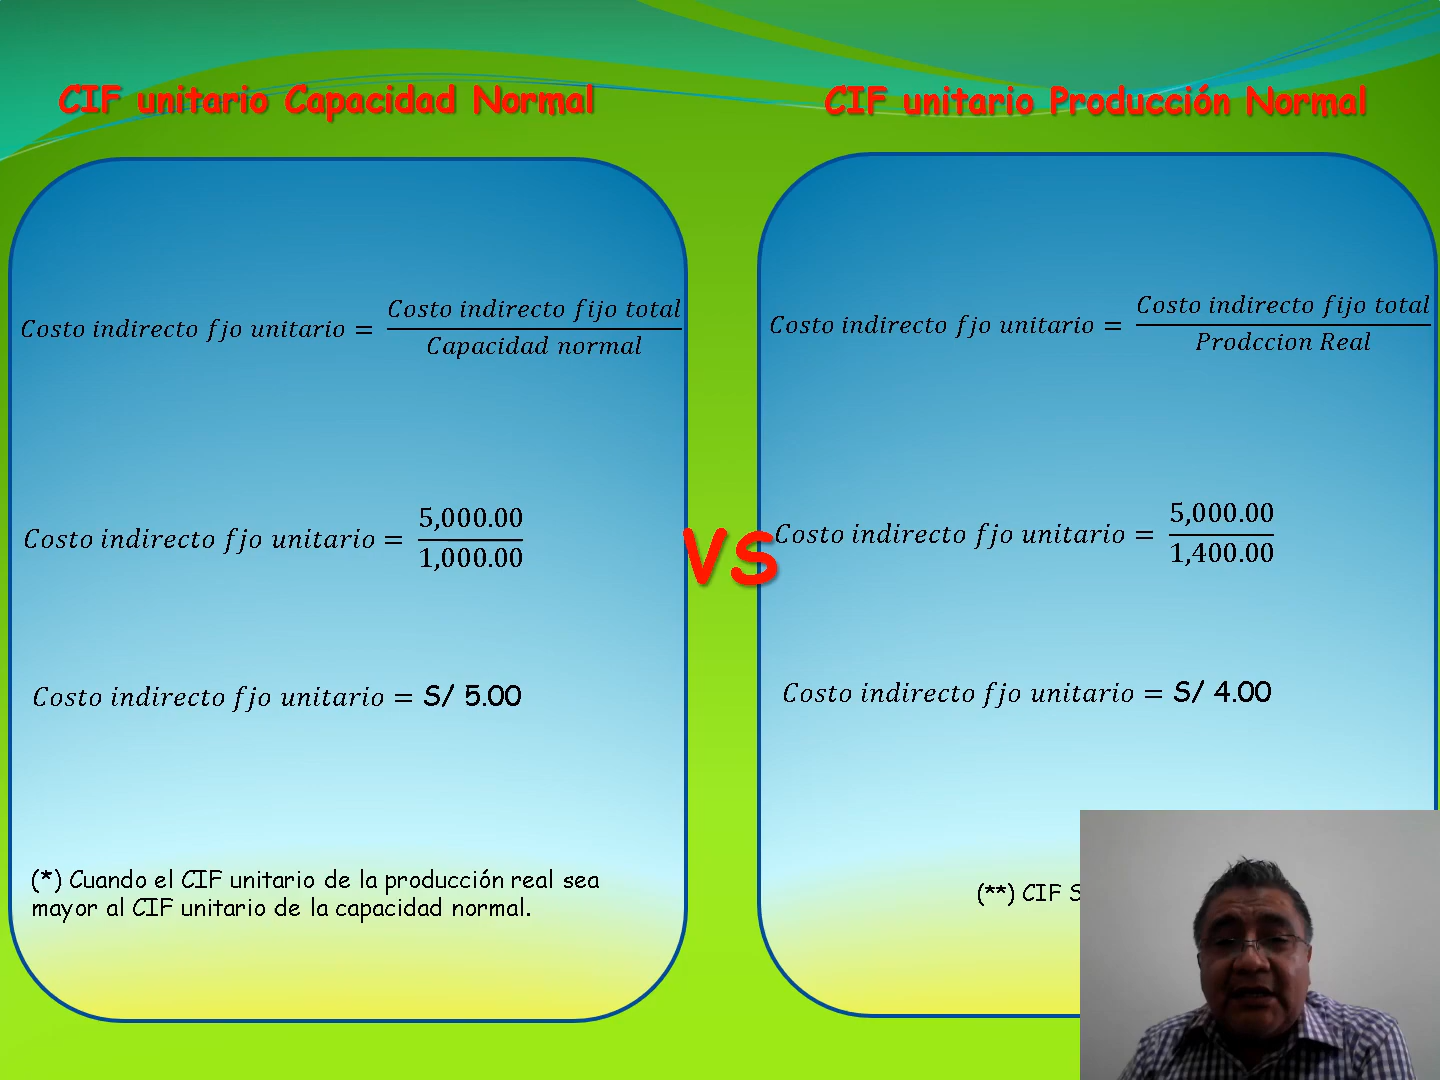 CIF unitario Capacidad Normal
Costo indirecto fjo unitario = Costo indirecto fijo total / Capacidad normal
Costo indirecto fjo unitario = 5,000.00 / 1,000.00
Costo indirecto fjo unitario = S/ 5.00
(*) Cuando el CIF unitario de la producción real sea
mayor al CIF unitario de la capacidad normal.
VS
CIF unitario Producción Normal
Costo indirecto fjo unitario = Costo indirecto fijo total / Prodccion Real
Costo indirecto fjo unitario = 5,000.00 / 1,400.00
Costo indirecto fjo unitario = S/ 4.00
(**) CIF